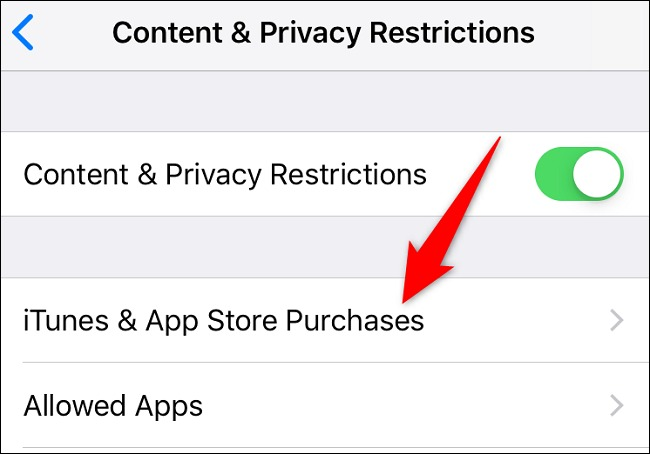 Content & Privacy Restrictions
Content & Privacy Restrictions
iTunes & App Store Purchases
Allowed Apps